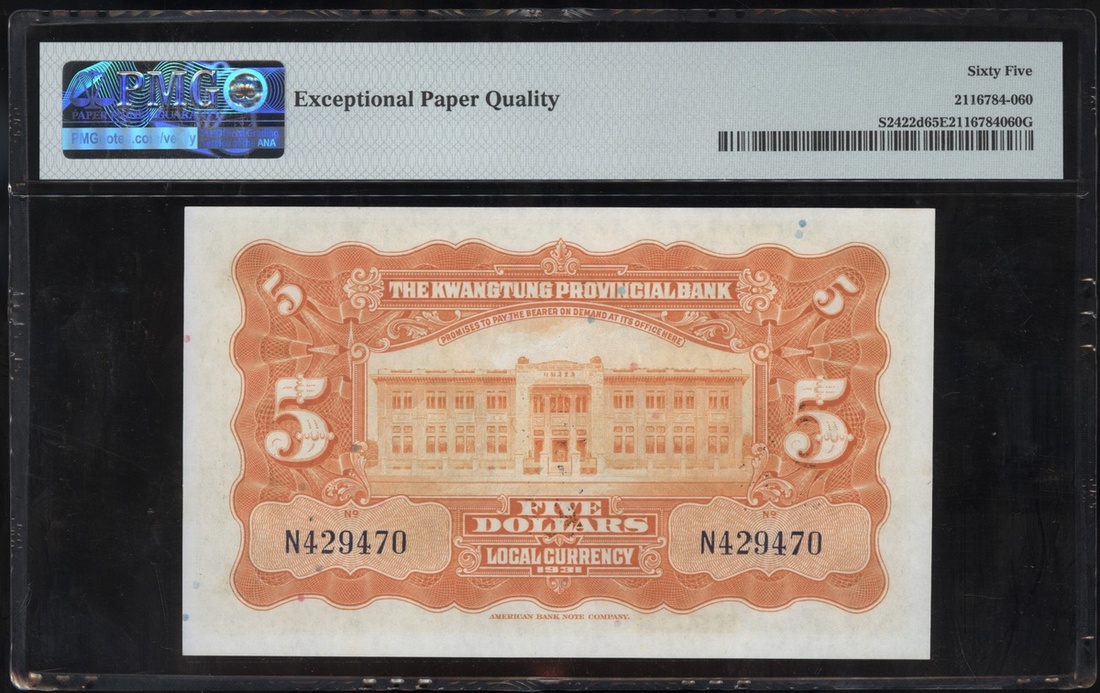 PMG
PMGnotes.com/verify
ANA
Exceptional Paper Quality
Sixty Five
2116784-060
S2422d65E2116784060G
5
5
THE KWANGTUNG PROVINCIAL BANK
PROMISES TO PAY THE BEARER ON DEMAND AT ITS OFFICE HERE
5
5
No
No
FIVE
DOLLARS
N429470
N429470
LOCAL CURRENCY
1931
AMERICAN BANK NOTE COMPANY.